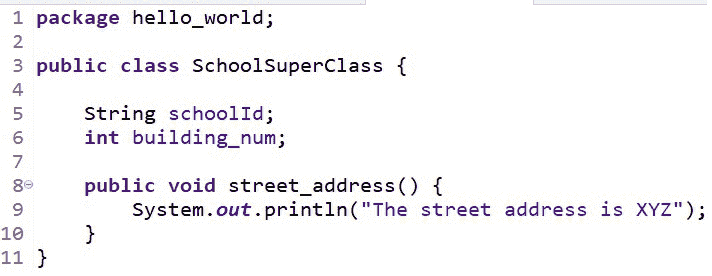 1 package hello_world;
2
3 public class SchoolSuperClass {
4
5     String schoolId;
6     int building_num;
7
8     public void street_address() {
9         System.out.println("The street address is XYZ");
10     }
11 }